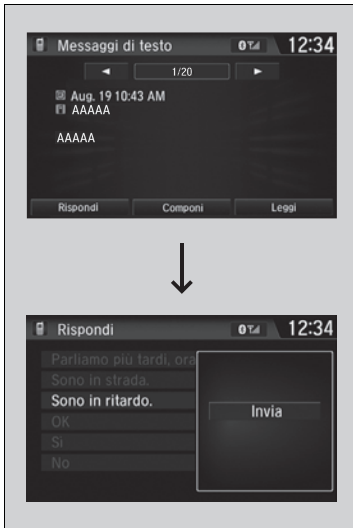 Messaggi di testo 12:34
1/20
Aug. 19 10:43 AM
AAAAA
AAAAA
Rispondi Componi Leggi
Rispondi 12:34
Parliamo più tardi, ora
Sono in strada.
Sono in ritardo.
OK
Sì
No
Invia